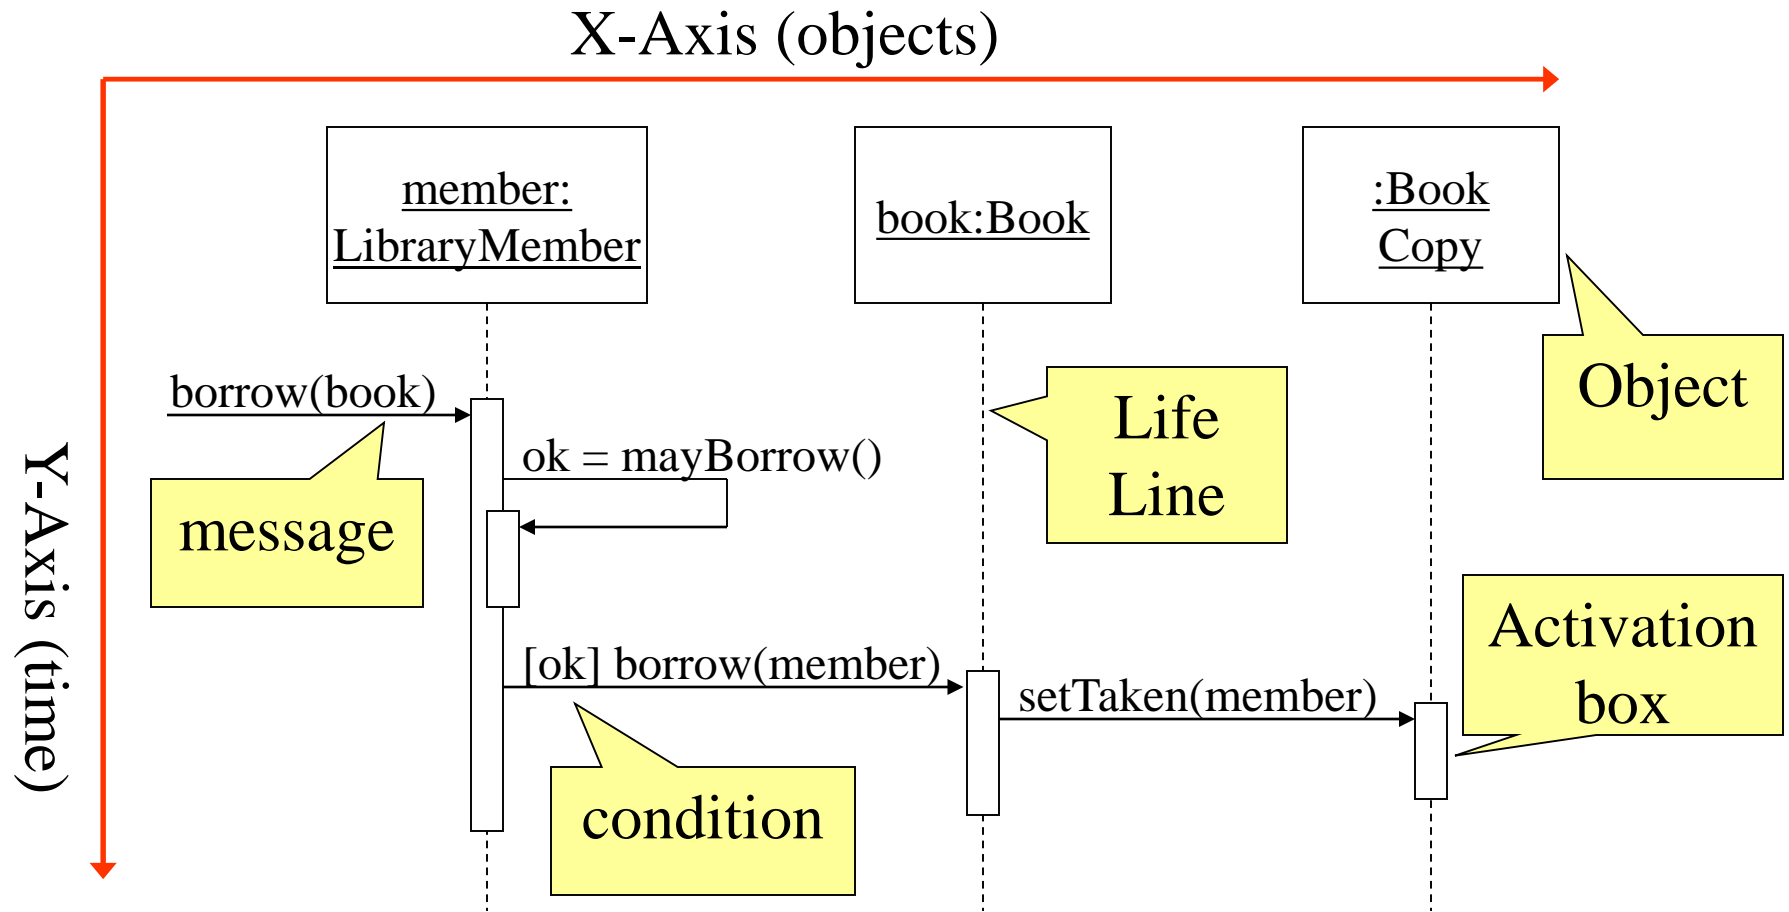 X-Axis (objects)
member:
LibraryMember
book:Book
:Book
Copy
Object
borrow(book)
Life
Line
ok = mayBorrow()
message
Y-Axis (time)
Activation
box
[ok] borrow(member)
setTaken(member)
condition